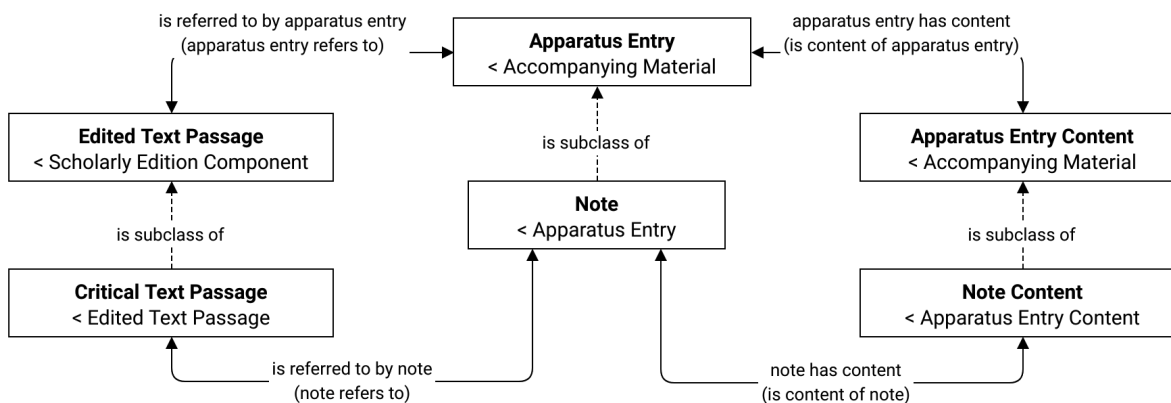 is referred to by apparatus entry
(apparatus entry refers to)
Apparatus Entry
< Accompanying Material
apparatus entry has content
(is content of apparatus entry)
Edited Text Passage
< Scholarly Edition Component
is subclass of
Apparatus Entry Content
< Accompanying Material
Note
< Apparatus Entry
is subclass of
is subclass of
Critical Text Passage
< Edited Text Passage
Note Content
< Apparatus Entry Content
is referred to by note
(note refers to)
note has content
(is content of note)